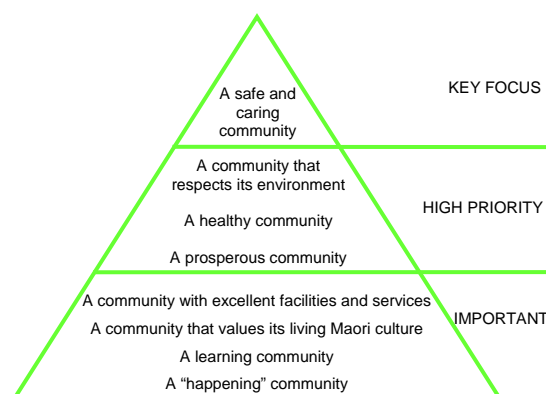 A safe and
caring
community
KEY FOCUS
A community that
respects its environment
A healthy community
HIGH PRIORITY
A prosperous community
A community with excellent facilities and services
A community that values its living Maori culture
IMPORTANT
A learning community
A “happening” community